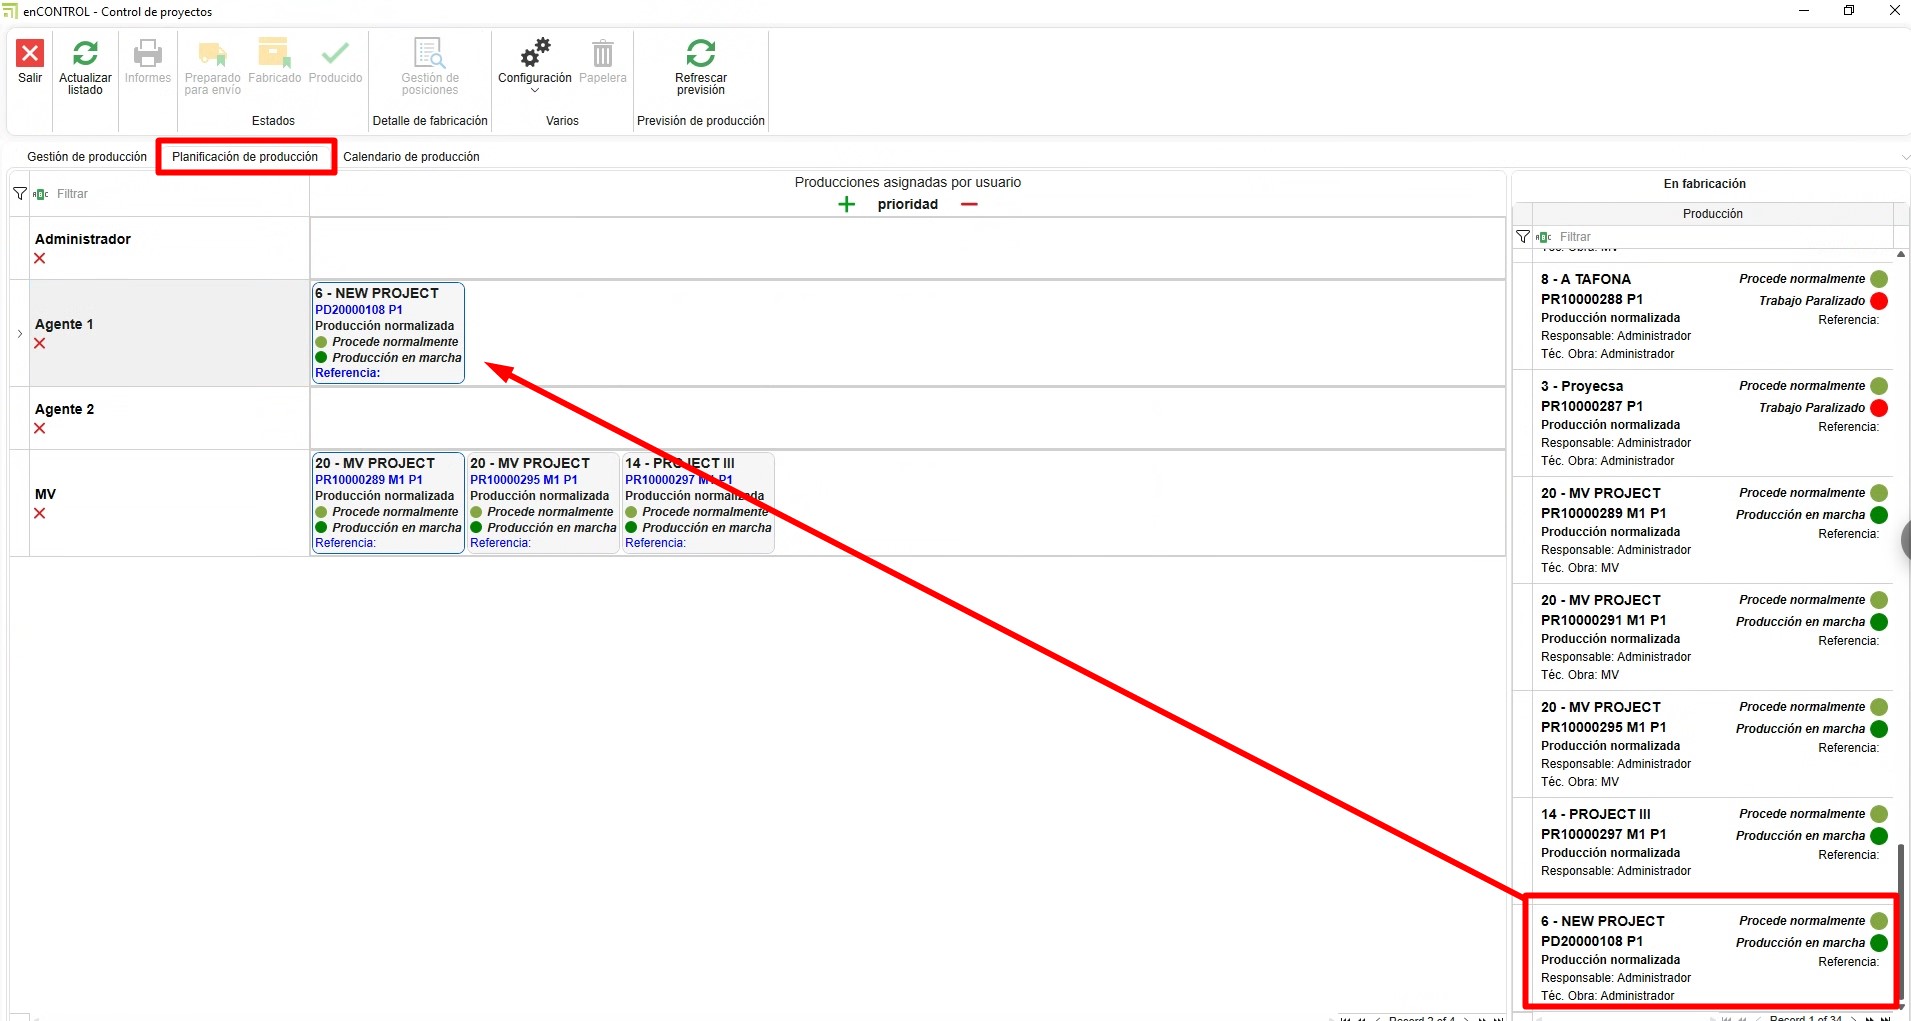 enCONTROL - Control de proyectos
Salir
Actualizar
listado
Informes
Preparado
para envío
Fabricado
Producido
Estados
Gestión de
posiciones
Detalle de fabricación
Configuración
Papelera
Varios
Refrescar
previsión
Previsión de producción
Gestión de producción
Planificación de producción
Calendario de producción
Filtrar
Producciones asignadas por usuario
+ prioridad −
Administrador
Agente 1
6 - NEW PROJECT
PD20000108 P1
Producción normalizada
Procede normalmente
Producción en marcha
Referencia:
Agente 2
MV
20 - MV PROJECT
PR10000289 M1 P1
Producción normalizada
Procede normalmente
Producción en marcha
Referencia:
20 - MV PROJECT
PR10000295 M1 P1
Producción normalizada
Procede normalmente
Producción en marcha
Referencia:
14 - PROJECT III
PR10000297 M1 P1
Producción normalizada
Procede normalmente
Producción en marcha
Referencia:
Record 2 of 4
En fabricación
Producción
Filtrar
Téc. Obra: MV
8 - A TAFONA Procede normalmente
PR10000288 P1 Trabajo Paralizado
Producción normalizada Referencia:
Responsable: Administrador
Téc. Obra: Administrador
3 - Proyecsa Procede normalmente
PR10000287 P1 Trabajo Paralizado
Producción normalizada Referencia:
Responsable: Administrador
Téc. Obra: Administrador
20 - MV PROJECT Procede normalmente
PR10000289 M1 P1 Producción en marcha
Producción normalizada Referencia:
Responsable: Administrador
Téc. Obra: MV
20 - MV PROJECT Procede normalmente
PR10000291 M1 P1 Producción en marcha
Producción normalizada Referencia:
Responsable: Administrador
Téc. Obra: MV
20 - MV PROJECT Procede normalmente
PR10000295 M1 P1 Producción en marcha
Producción normalizada Referencia:
Responsable: Administrador
Téc. Obra: MV
14 - PROJECT III Procede normalmente
PR10000297 M1 P1 Producción en marcha
Producción normalizada Referencia:
Responsable: Administrador
6 - NEW PROJECT Procede normalmente
PD20000108 P1 Producción en marcha
Producción normalizada Referencia:
Responsable: Administrador
Téc. Obra: Administrador
Record 1 of 34